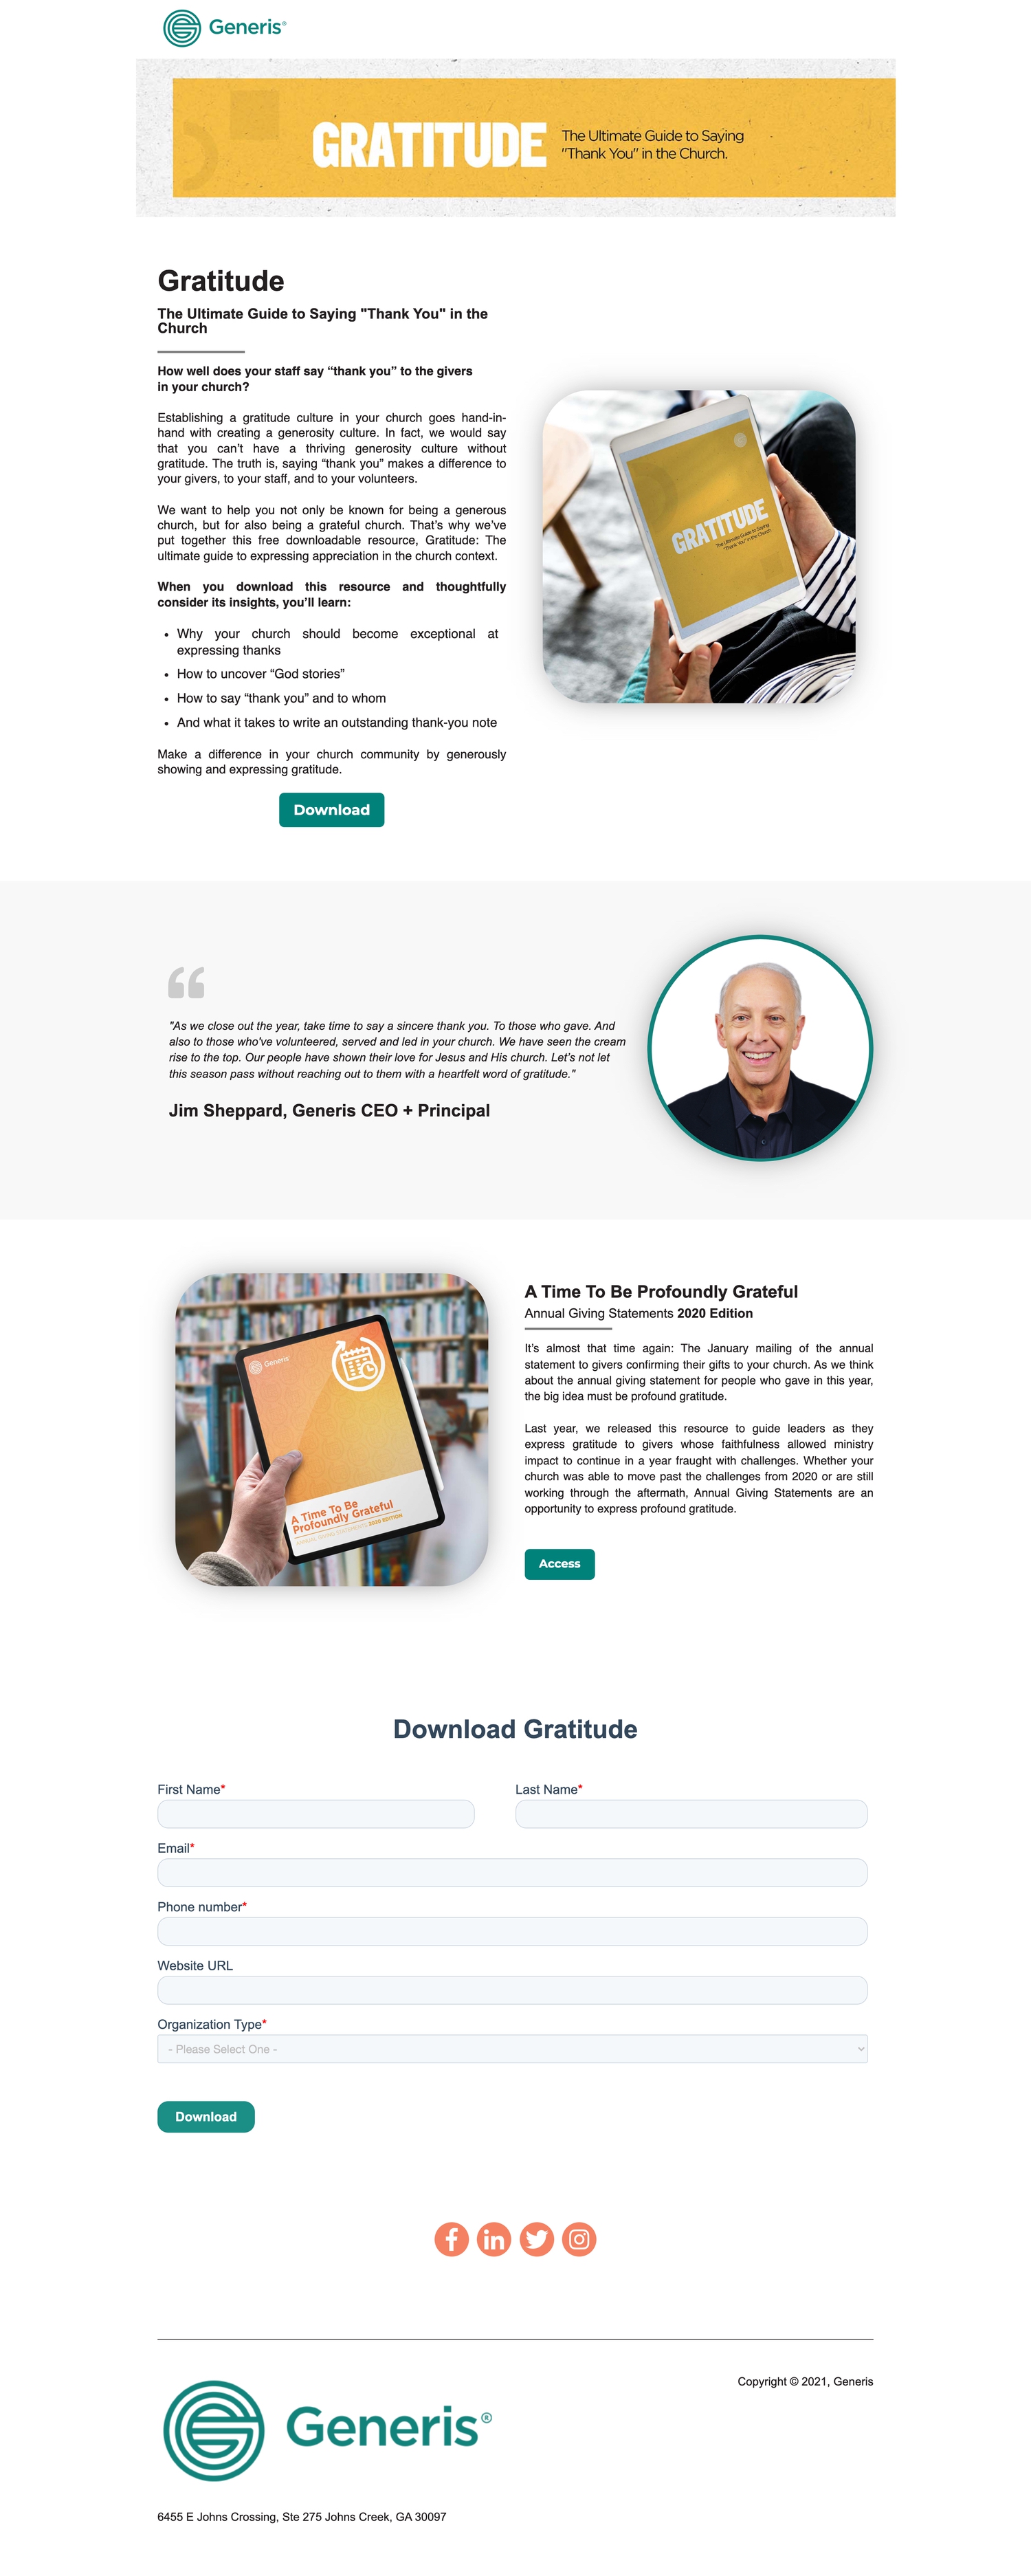 Generis®
GRATITUDE
The Ultimate Guide to Saying
"Thank You" in the Church.
Gratitude
The Ultimate Guide to Saying "Thank You" in the
Church
How well does your staff say “thank you” to the givers
in your church?
Establishing a gratitude culture in your church goes hand-in-
hand with creating a generosity culture. In fact, we would say
that you can’t have a thriving generosity culture without
gratitude. The truth is, saying “thank you” makes a difference to
your givers, to your staff, and to your volunteers.
We want to help you not only be known for being a generous
church, but for also being a grateful church. That’s why we’ve
put together this free downloadable resource, Gratitude: The
ultimate guide to expressing appreciation in the church context.
When you download this resource and thoughtfully
consider its insights, you’ll learn:
• Why your church should become exceptional at
expressing thanks
• How to uncover “God stories”
• How to say “thank you” and to whom
• And what it takes to write an outstanding thank-you note
Make a difference in your church community by generously
showing and expressing gratitude.
Download
GRATITUDE
The Ultimate Guide to Saying
"Thank You" in the Church.
"As we close out the year, take time to say a sincere thank you. To those who gave. And
also to those who've volunteered, served and led in your church. We have seen the cream
rise to the top. Our people have shown their love for Jesus and His church. Let’s not let
this season pass without reaching out to them with a heartfelt word of gratitude."
Jim Sheppard, Generis CEO + Principal
Generis
A Time To Be
Profoundly Grateful
ANNUAL GIVING STATEMENTS 2020 EDITION
A Time To Be Profoundly Grateful
Annual Giving Statements 2020 Edition
It’s almost that time again: The January mailing of the annual
statement to givers confirming their gifts to your church. As we think
about the annual giving statement for people who gave in this year,
the big idea must be profound gratitude.
Last year, we released this resource to guide leaders as they
express gratitude to givers whose faithfulness allowed ministry
impact to continue in a year fraught with challenges. Whether your
church was able to move past the challenges from 2020 or are still
working through the aftermath, Annual Giving Statements are an
opportunity to express profound gratitude.
Access
Download Gratitude
First Name*
Last Name*
Email*
Phone number*
Website URL
Organization Type*
- Please Select One -
Download
Copyright © 2021, Generis
Generis®
6455 E Johns Crossing, Ste 275 Johns Creek, GA 30097